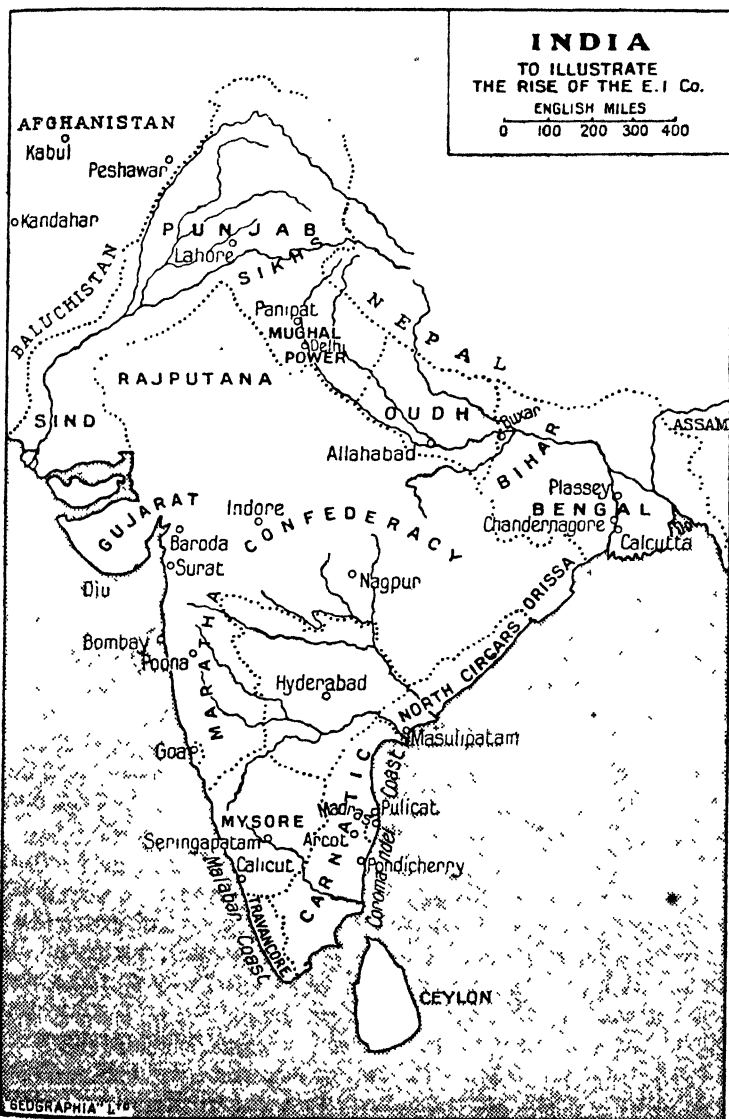 INDIA
TO ILLUSTRATE
THE RISE OF THE E.I Co.
ENGLISH MILES
0 100 200 300 400
AFGHANISTAN
Kabul
Peshawar
Kandahar
PUNJAB
Lahore
SIKHS
BALUCHISTAN
Panipat
MUGHAL
Delhi
POWER
NEPAL
RAJPUTANA
SIND
OUDH
Buxar
ASSAM
Allahabad
BIHAR
Plassey
BENGAL
GUJARAT
Indore
CONFEDERACY
Chandernagore
Calcutta
Baroda
Surat
Diu
Nagpur
ORISSA
MARATHA
Bombay
Poona
Hyderabad
NORTH CIRCARS
Goa
Masulipatam
CARNATIC
Coromandel Coast
MYSORE
Madras
Pulicat
Seringapatam
Arcot
Calicut
Pondicherry
Malabar Coast
TRAVANCORE
CEYLON
"GEOGRAPHIA" LTD